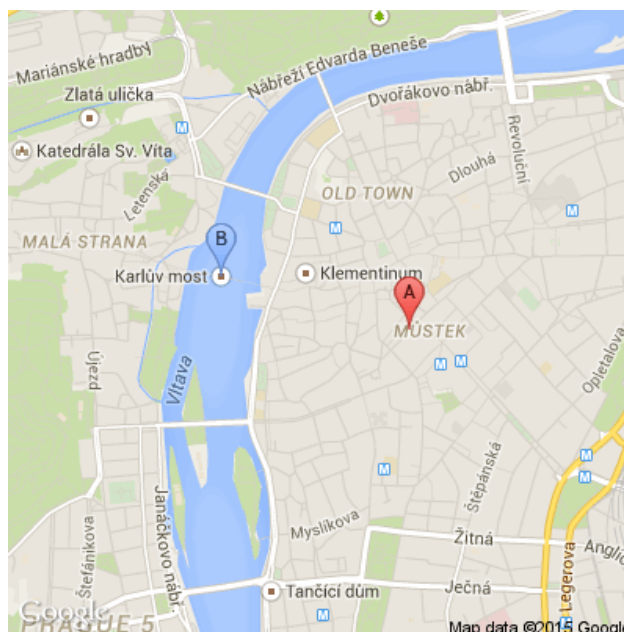 Mariánské hradby
Nábřeží Edvarda Beneše
Dvořákovo nábř.
Zlatá ulička
M
Katedrála Sv. Víta
Letenská
Revoluční
Dlouhá
OLD TOWN
M
M
MALÁ STRANA
B
Karlův most
Klementinum
A
MŮSTEK
Újezd
Vltava
M
M
Opletalova
Štěpánská
M
M
M
Janáčkovo nábř.
Štefánikova
Myslíkova
Žitná
Anglic
Legerova
Ječná
Tančící dům
M
M
Google
PRAGUE 5
Map data ©2015 Google